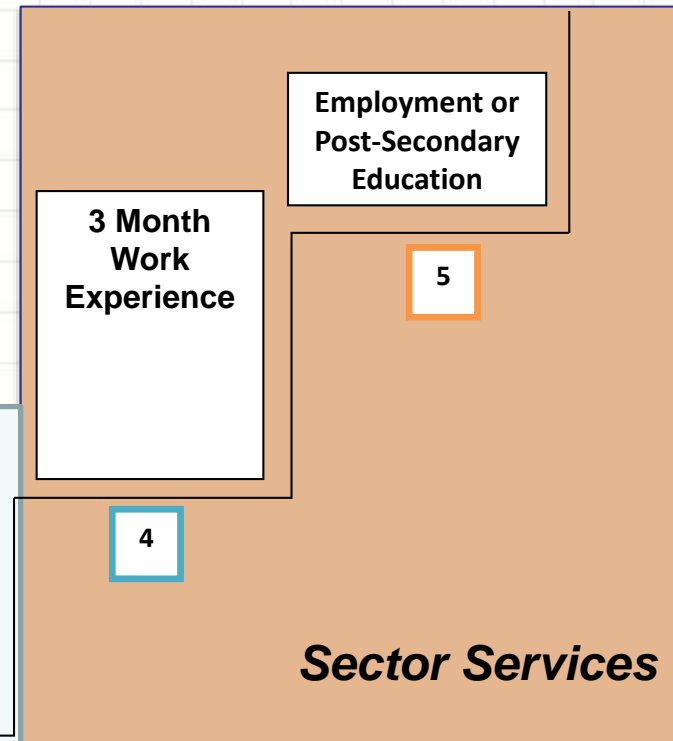 Employment or
Post-Secondary
Education
3 Month
Work
Experience
5
4
Sector Services